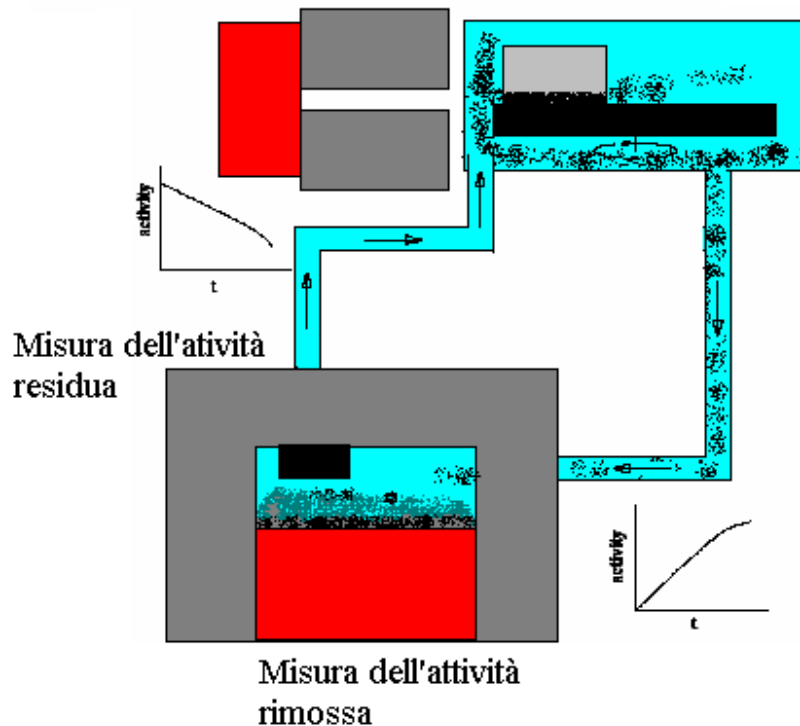 activity
t
Misura dell'atività
residua
activity
t
Misura dell'attività
rimossa